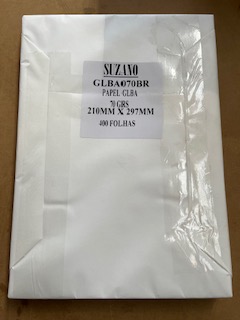 SUZANO
GLBA070BR
PAPEL GLBA
70 GRS
210MM X 297MM
400 FOLHAS